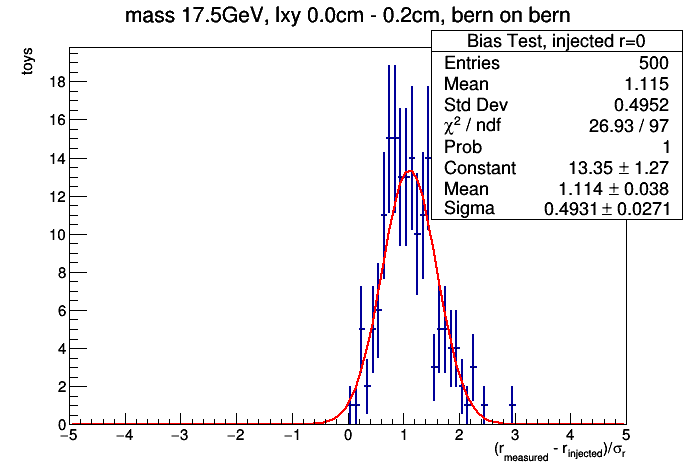 mass 17.5GeV, lxy 0.0cm - 0.2cm, bern on bern
toys
Bias Test, injected r=0
Entries 500
Mean 1.115
Std Dev 0.4952
χ² / ndf 26.93 / 97
Prob 1
Constant 13.35 ± 1.27
Mean 1.114 ± 0.038
Sigma 0.4931 ± 0.0271
18
16
14
12
10
8
6
4
2
0
−5 −4 −3 −2 −1 0 1 2 3 4 5
(r_measured - r_injected)/σ_r